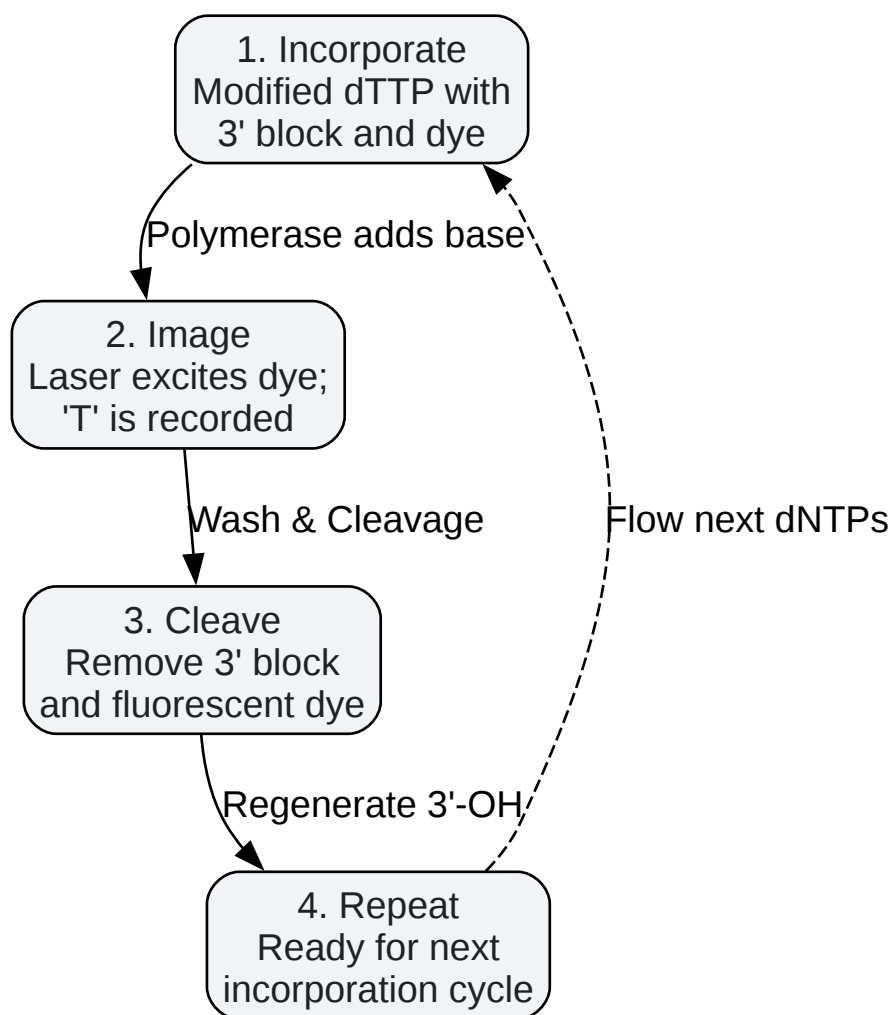 1. Incorporate
Modified dTTP with
3' block and dye
Polymerase adds base
2. Image
Laser excites dye;
'T' is recorded
Wash & Cleavage
Flow next dNTPs
3. Cleave
Remove 3' block
and fluorescent dye
Regenerate 3'-OH
4. Repeat
Ready for next
incorporation cycle